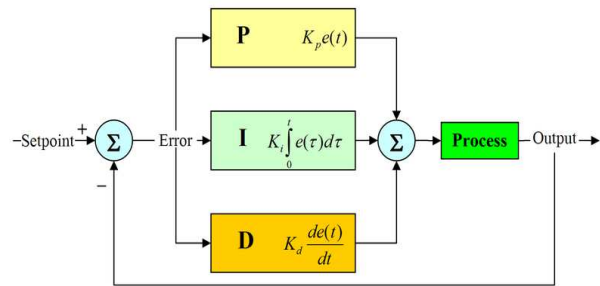 P K_p e(t)
Setpoint + Σ Error I K_i ∫_0^t e(τ)dτ Σ Process Output
−
D K_d de(t)/dt